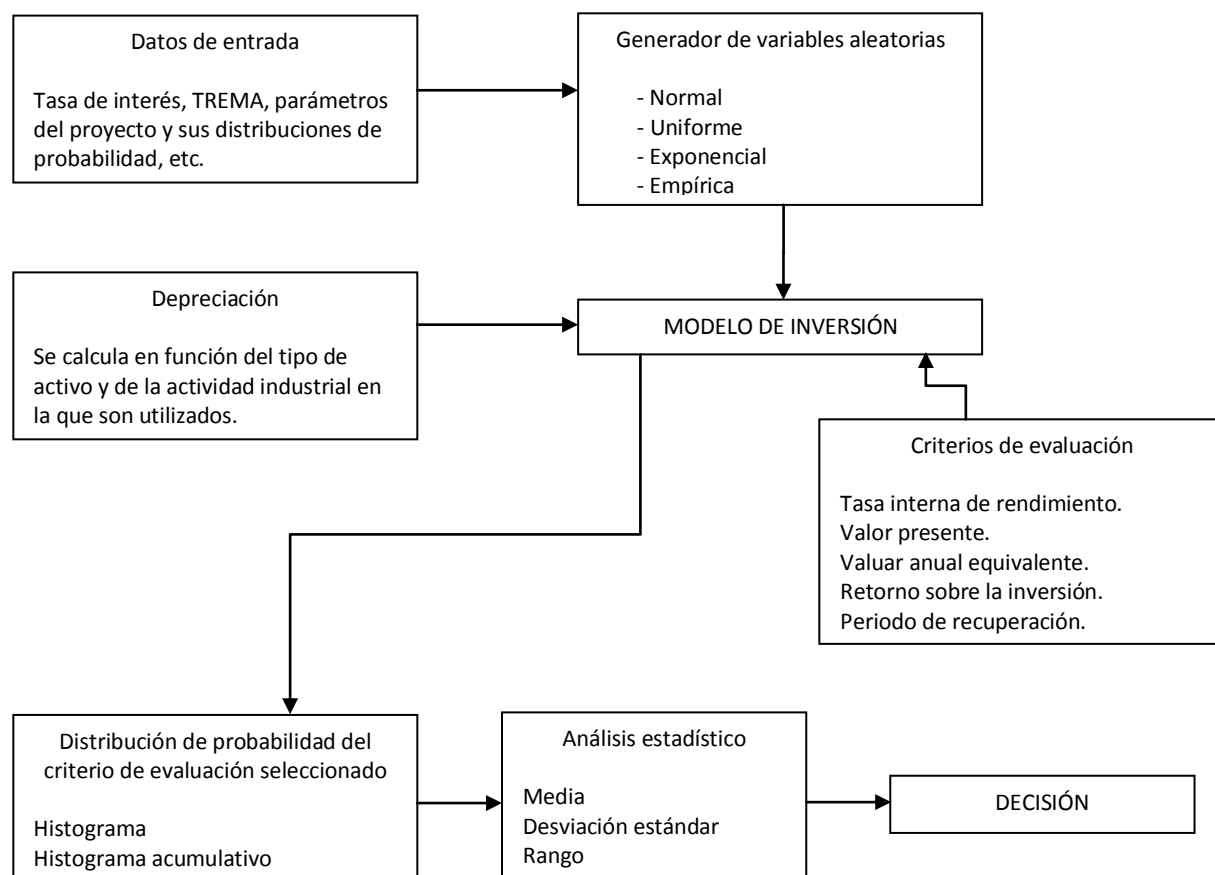 Datos de entrada
Tasa de interés, TREMA, parámetros
del proyecto y sus distribuciones de
probabilidad, etc.
Generador de variables aleatorias
- Normal
- Uniforme
- Exponencial
- Empírica
Depreciación
Se calcula en función del tipo de
activo y de la actividad industrial en
la que son utilizados.
MODELO DE INVERSIÓN
Criterios de evaluación
Tasa interna de rendimiento.
Valor presente.
Valuar anual equivalente.
Retorno sobre la inversión.
Periodo de recuperación.
Distribución de probabilidad del
criterio de evaluación seleccionado
Histograma
Histograma acumulativo
Análisis estadístico
Media
Desviación estándar
Rango
DECISIÓN